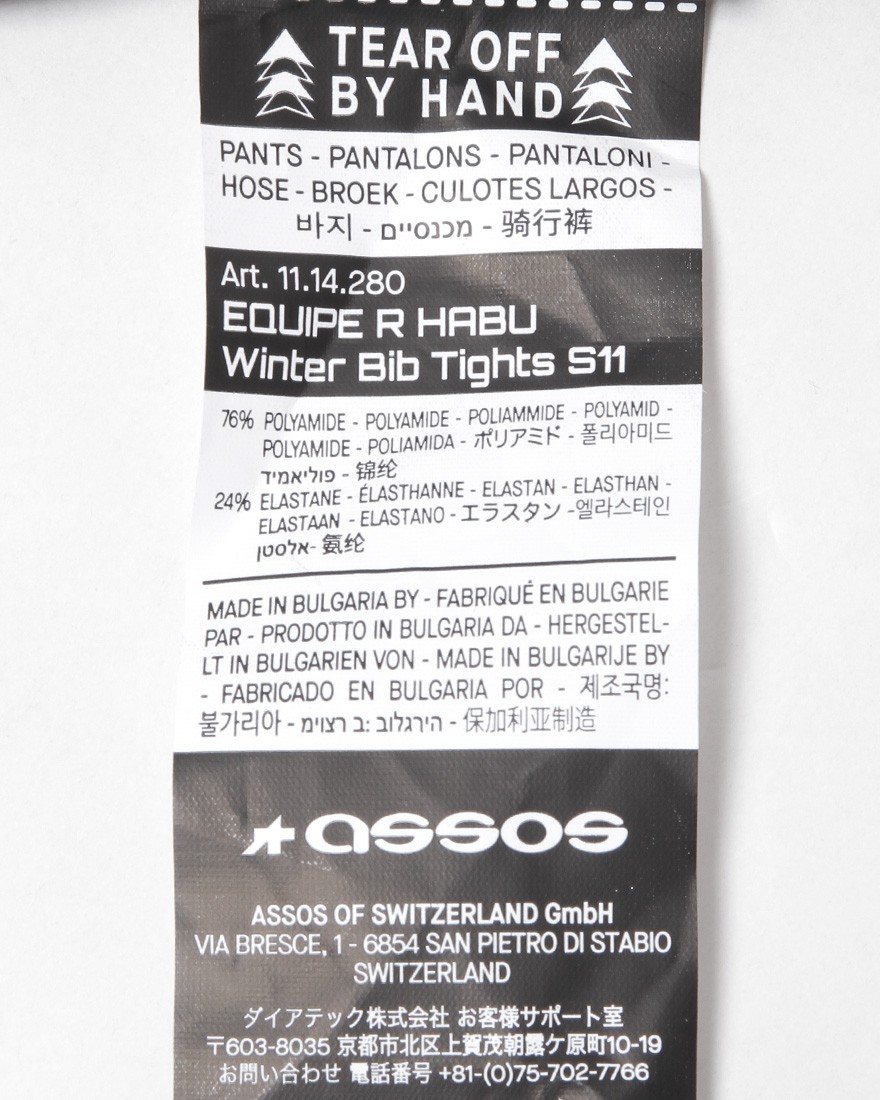 TEAR OFF
BY HAND
PANTS - PANTALONS - PANTALONI -
HOSE - BROEK - CULOTES LARGOS -
바지 - מכנסיים - 骑行裤
Art. 11.14.280
EQUIPE R HABU
Winter Bib Tights S11
76% POLYAMIDE - POLYAMIDE - POLIAMMIDE - POLYAMID -
POLYAMIDE - POLIAMIDA - ポリアミド - 폴리아미드
פוליאמיד - 锦纶
24% ELASTANE - ÉLASTHANNE - ELASTAN - ELASTHAN -
ELASTAAN - ELASTANO - エラスタン -엘라스테인
אלסטן- 氨纶
MADE IN BULGARIA BY - FABRIQUÉ EN BULGARIE
PAR - PRODOTTO IN BULGARIA DA - HERGESTEL-
LT IN BULGARIEN VON - MADE IN BULGARIJE BY
- FABRICADO EN BULGARIA POR - 제조국명:
불가리아 - מיוצר ב: בולגריה - 保加利亚制造
assos
ASSOS OF SWITZERLAND GmbH
VIA BRESCE, 1 - 6854 SAN PIETRO DI STABIO
SWITZERLAND
ダイアテック株式会社 お客様サポート室
〒603-8035 京都市北区上賀茂朝露ケ原町10-19
お問い合わせ 電話番号 +81-(0)75-702-7766